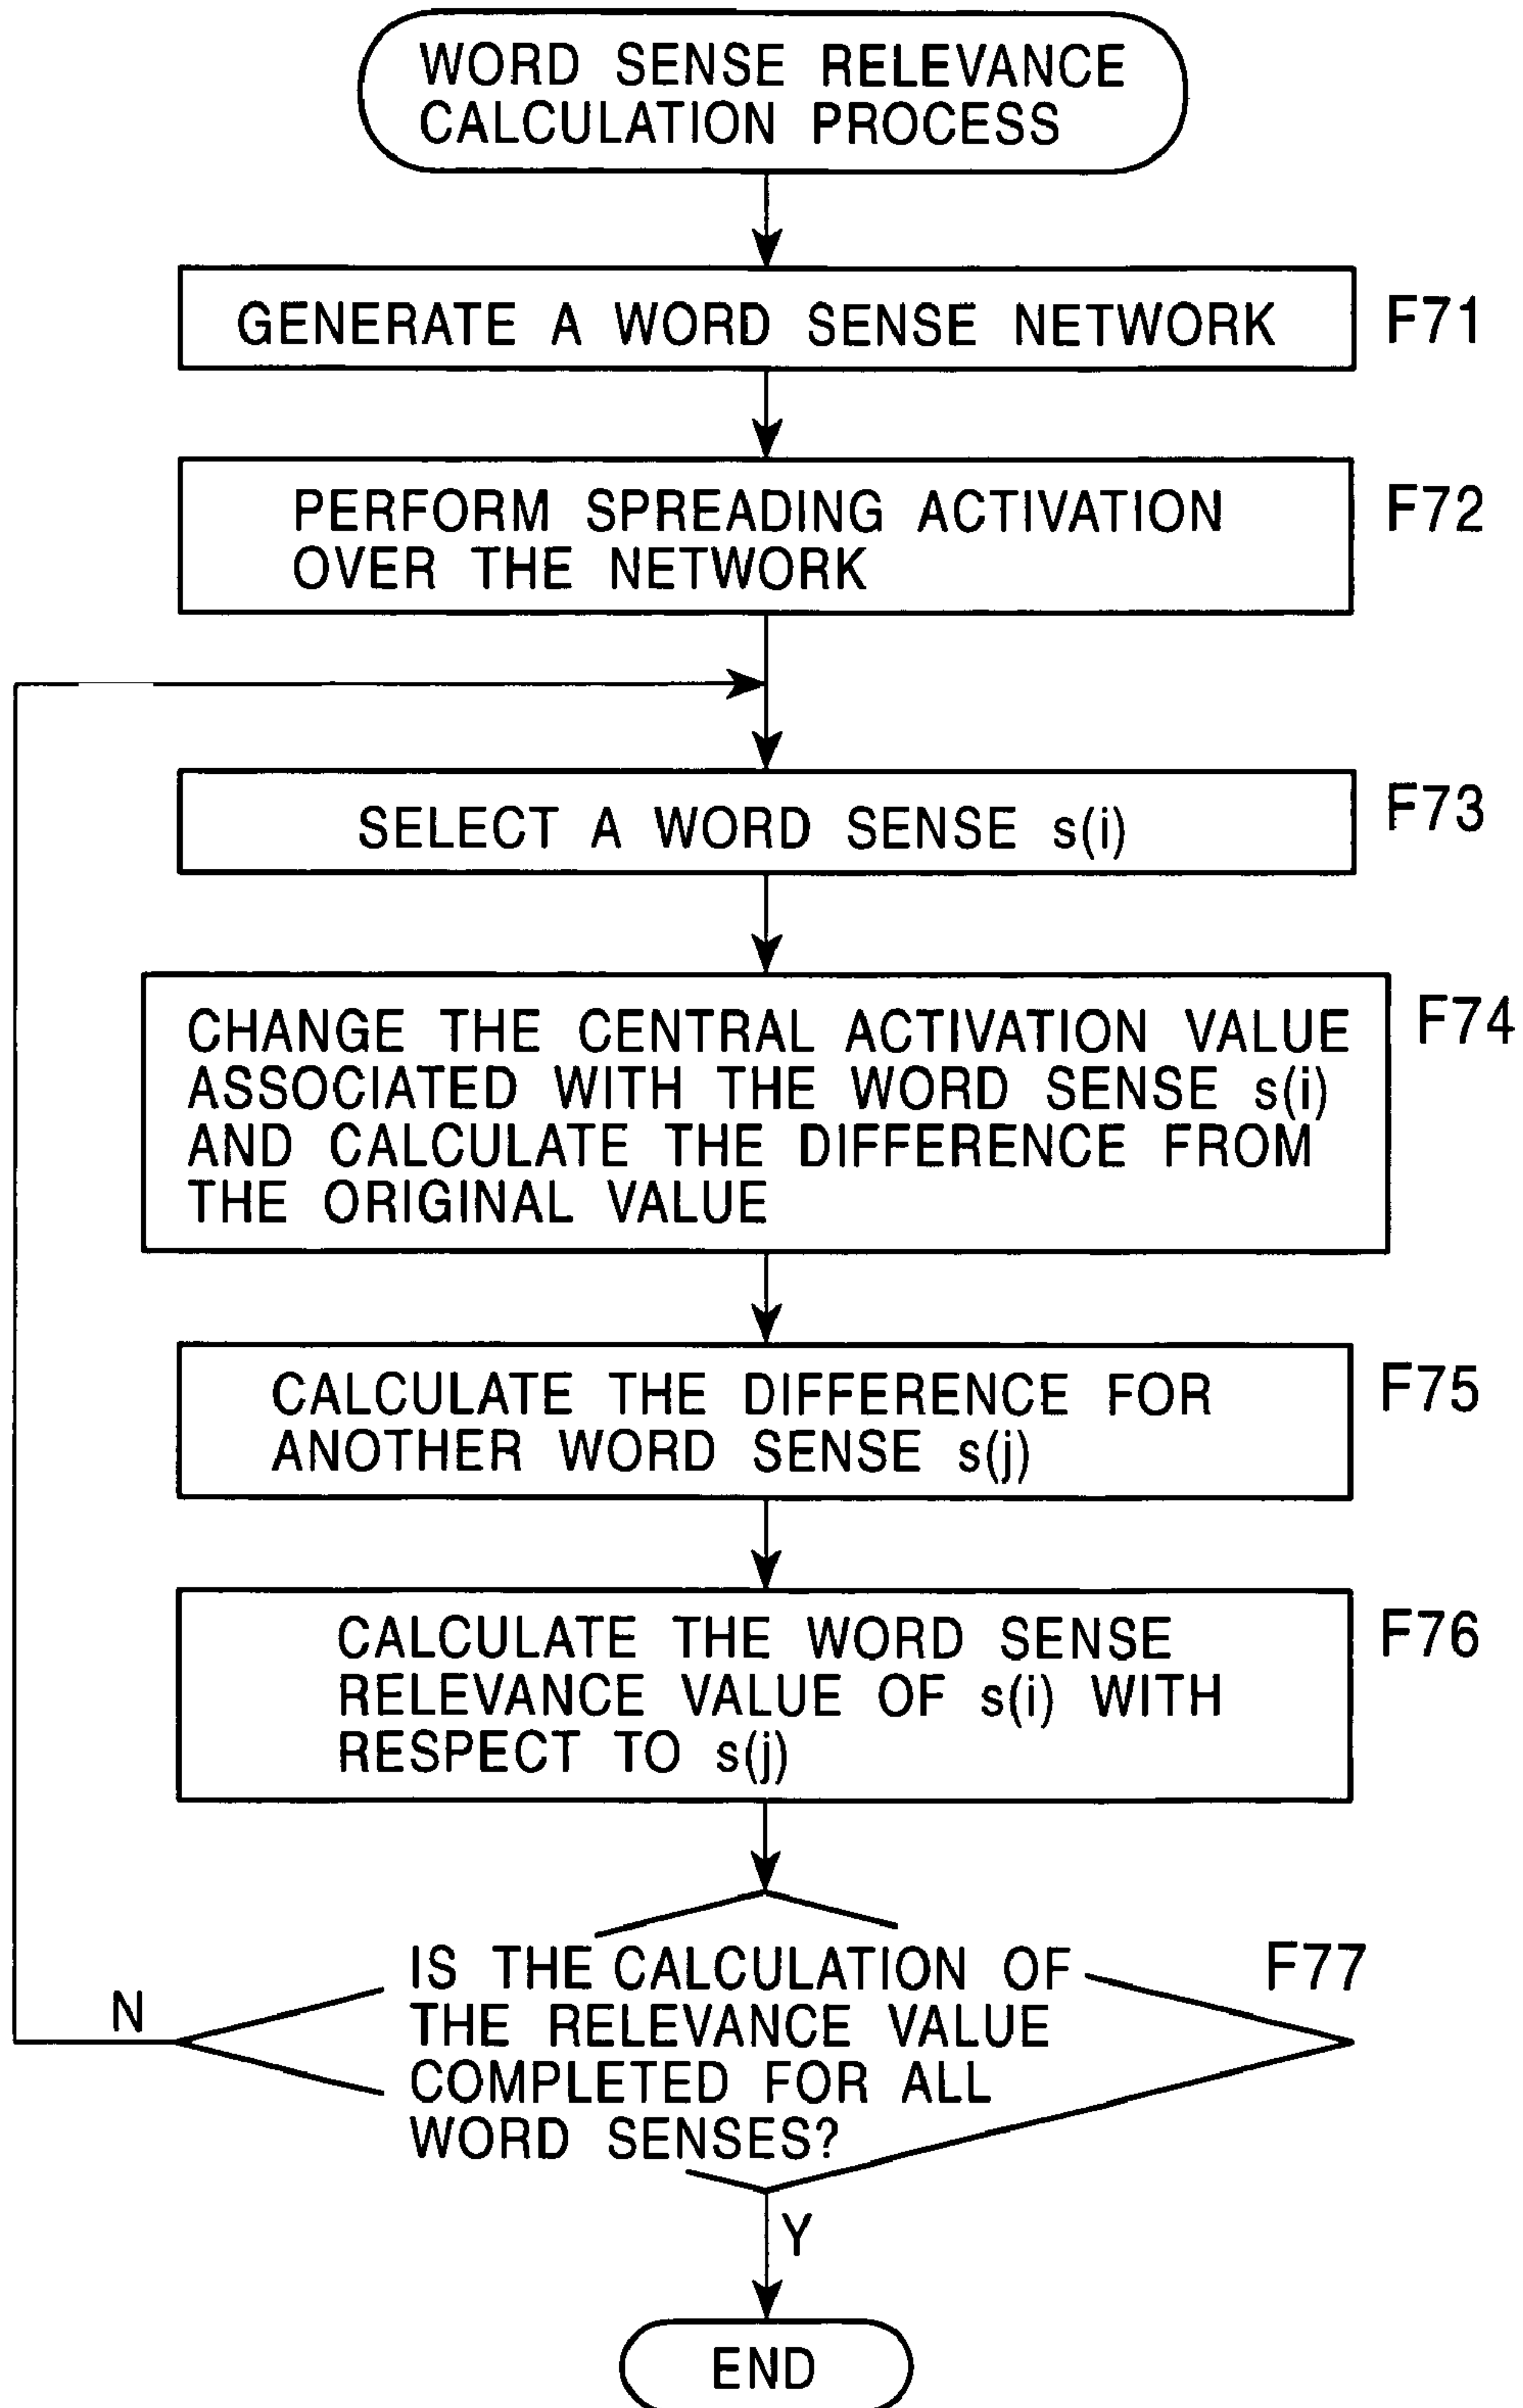 WORD SENSE RELEVANCE
CALCULATION PROCESS
GENERATE A WORD SENSE NETWORK
F71
PERFORM SPREADING ACTIVATION
OVER THE NETWORK
F72
SELECT A WORD SENSE s(i)
F73
CHANGE THE CENTRAL ACTIVATION VALUE
ASSOCIATED WITH THE WORD SENSE s(i)
AND CALCULATE THE DIFFERENCE FROM
THE ORIGINAL VALUE
F74
CALCULATE THE DIFFERENCE FOR
ANOTHER WORD SENSE s(j)
F75
CALCULATE THE WORD SENSE
RELEVANCE VALUE OF s(i) WITH
RESPECT TO s(j)
F76
IS THE CALCULATION OF
THE RELEVANCE VALUE
COMPLETED FOR ALL
WORD SENSES?
F77
N
Y
END